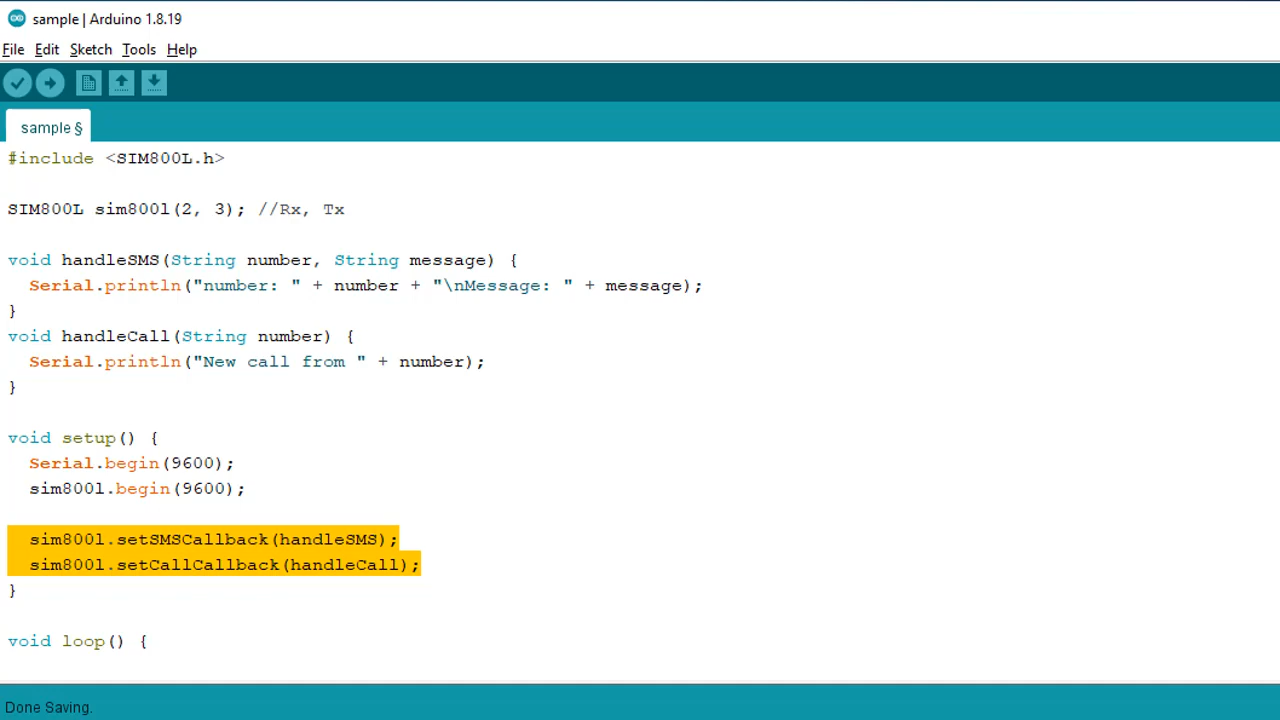 sample | Arduino 1.8.19
File Edit Sketch Tools Help
sample §
#include <SIM800L.h>
SIM800L sim800l(2, 3); //Rx, Tx
void handleSMS(String number, String message) {
  Serial.println("number: " + number + "\nMessage: " + message);
}
void handleCall(String number) {
  Serial.println("New call from " + number);
}
void setup() {
  Serial.begin(9600);
  sim800l.begin(9600);
  sim800l.setSMSCallback(handleSMS);
  sim800l.setCallCallback(handleCall);
}
void loop() {
Done Saving.